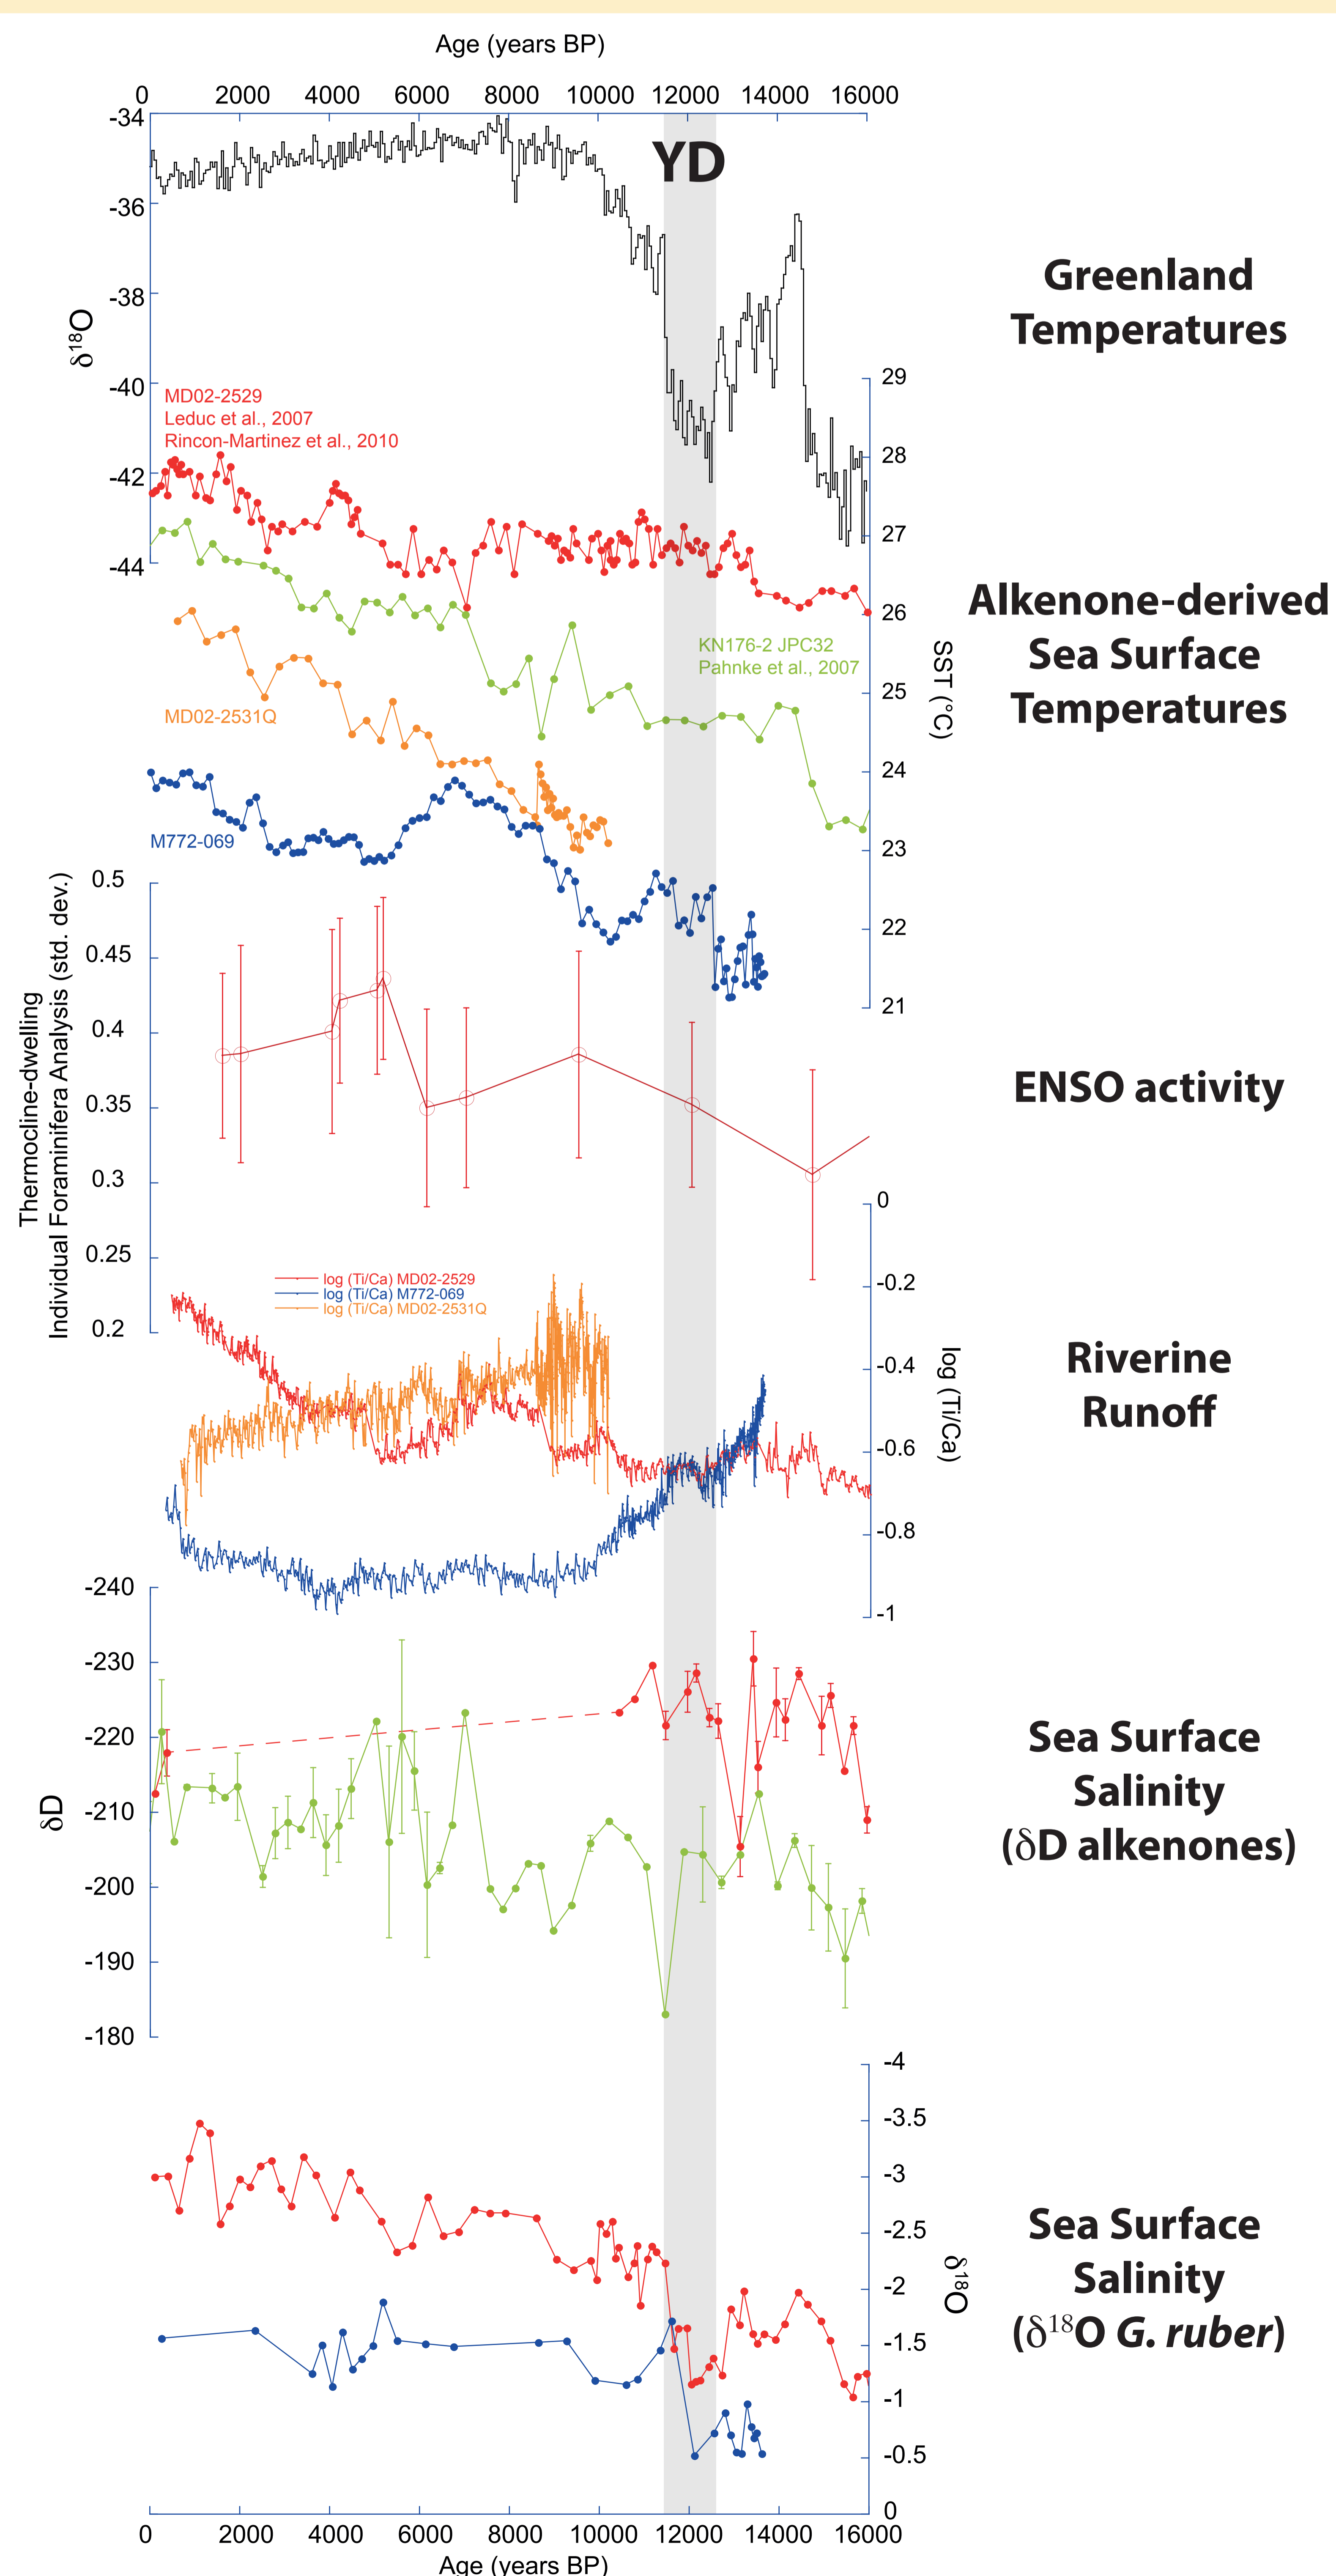 Age (years BP)
0 2000 4000 6000 8000 10000 12000 14000 16000
-34
YD
-36
Greenland
Temperatures
-38
δ18O
-40
29
MD02-2529
Leduc et al., 2007
Rincon-Martinez et al., 2010
28
-42
27
-44
Alkenone-derived
Sea Surface
Temperatures
26
KN176-2 JPC32
Pahnke et al., 2007
SST (°C)
25
MD02-2531Q
24
M772-069
23
0.5
22
0.45
21
Thermocline-dwelling
Individual Foraminifera Analysis (std. dev.)
0.4
ENSO activity
0.35
0.3
0
0.25
-0.2
log (Ti/Ca) MD02-2529
log (Ti/Ca) M772-069
log (Ti/Ca) MD02-2531Q
0.2
-0.4
Riverine
Runoff
log (Ti/Ca)
-0.6
-0.8
-240
-1
-230
-220
Sea Surface
Salinity
(δD alkenones)
δD
-210
-200
-190
-180
-4
-3.5
-3
-2.5
Sea Surface
Salinity
(δ18O G. ruber)
δ18O
-2
-1.5
-1
-0.5
0
0 2000 4000 6000 8000 10000 12000 14000 16000
Age (years BP)